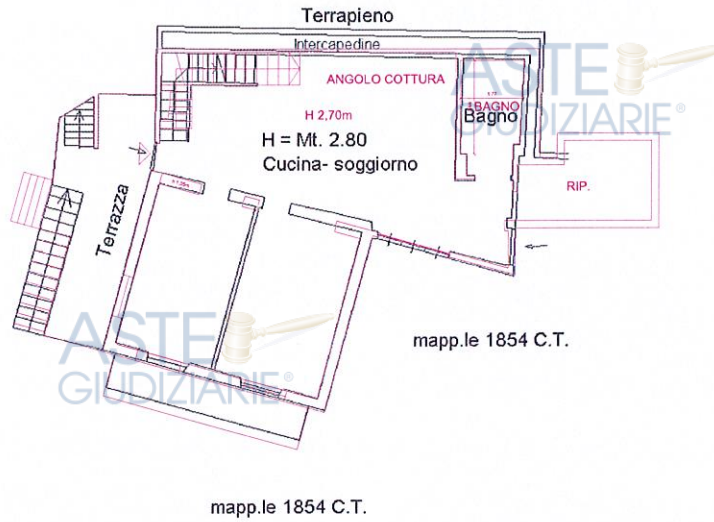 Terrapieno
Intercapedine
ANGOLO COTTURA
ASTE
GIUDIZIARIE®
1BAGNO
Bagno
H 2,70m
H = Mt. 2.80
Cucina- soggiorno
RIP.
Terrazza
mapp.le 1854 C.T.
ASTE
GIUDIZIARIE®
mapp.le 1854 C.T.